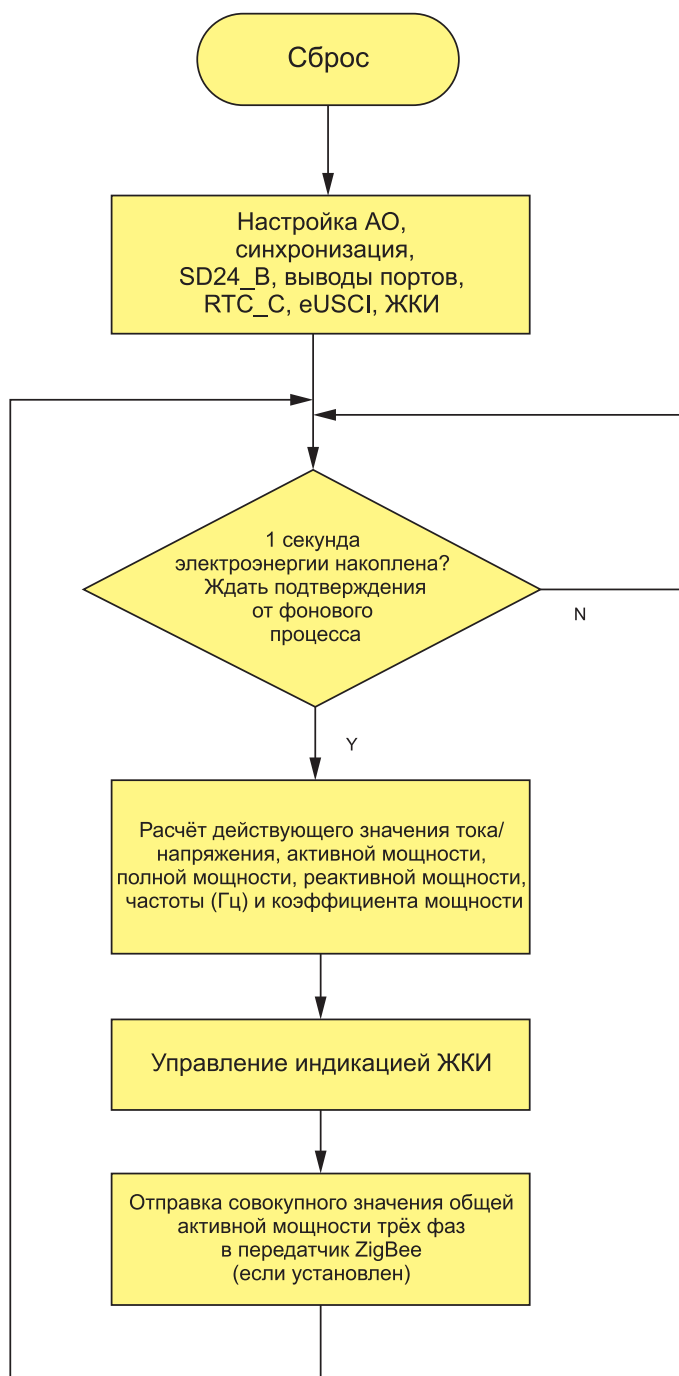 Сброс
Настройка АО,
синхронизация,
SD24_B, выводы портов,
RTC_C, eUSCI, ЖКИ
1 секунда
электроэнергии накоплена?
Ждать подтверждения
от фонового
процесса
N
Y
Расчёт действующего значения тока/
напряжения, активной мощности,
полной мощности, реактивной мощности,
частоты (Гц) и коэффициента мощности
Управление индикацией ЖКИ
Отправка совокупного значения общей
активной мощности трёх фаз
в передатчик ZigBee
(если установлен)